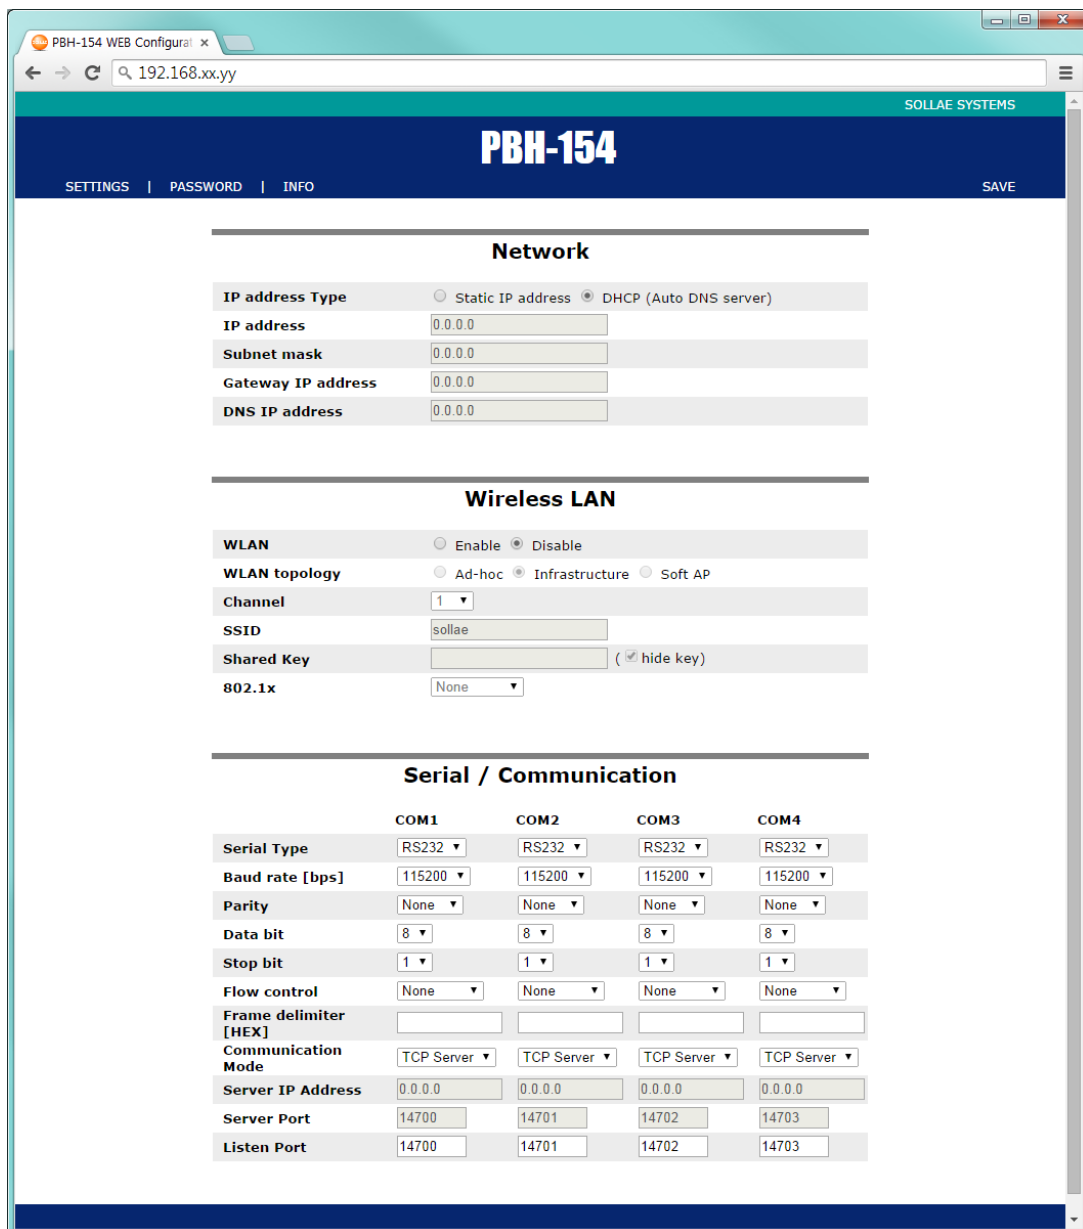 PBH-154 WEB Configurat
192.168.xx.yy
SOLLAE SYSTEMS
PBH-154
SETTINGS | PASSWORD | INFO SAVE
Network
IP address Type Static IP address DHCP (Auto DNS server)
IP address 0.0.0.0
Subnet mask 0.0.0.0
Gateway IP address 0.0.0.0
DNS IP address 0.0.0.0
Wireless LAN
WLAN Enable Disable
WLAN topology Ad-hoc Infrastructure Soft AP
Channel 1
SSID sollae
Shared Key ( hide key)
802.1x None
Serial / Communication
COM1 COM2 COM3 COM4
Serial Type RS232 RS232 RS232 RS232
Baud rate [bps] 115200 115200 115200 115200
Parity None None None None
Data bit 8 8 8 8
Stop bit 1 1 1 1
Flow control None None None None
Frame delimiter
[HEX]
Communication
Mode TCP Server TCP Server TCP Server TCP Server
Server IP Address 0.0.0.0 0.0.0.0 0.0.0.0 0.0.0.0
Server Port 14700 14701 14702 14703
Listen Port 14700 14701 14702 14703